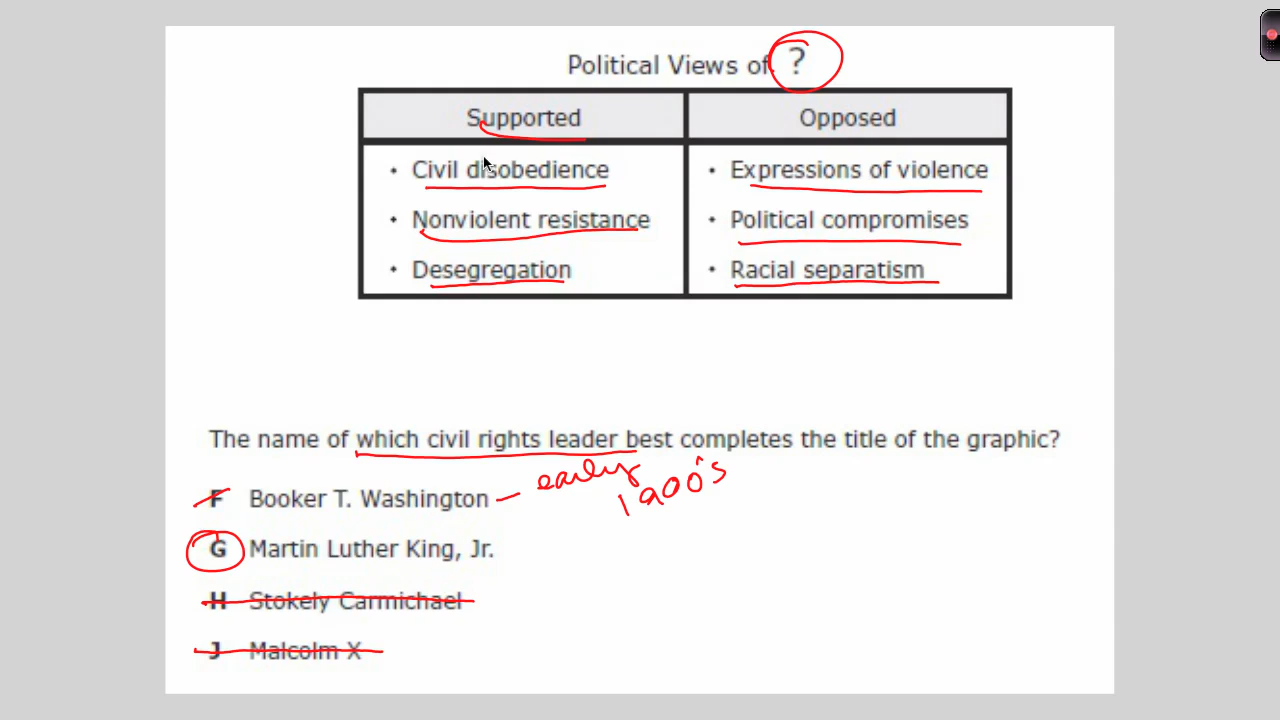 Political Views of ?
Supported
Opposed
• Civil disobedience
• Nonviolent resistance
• Desegregation
• Expressions of violence
• Political compromises
• Racial separatism
The name of which civil rights leader best completes the title of the graphic?
F Booker T. Washington – early 1900's
G Martin Luther King, Jr.
H Stokely Carmichael
J Malcolm X